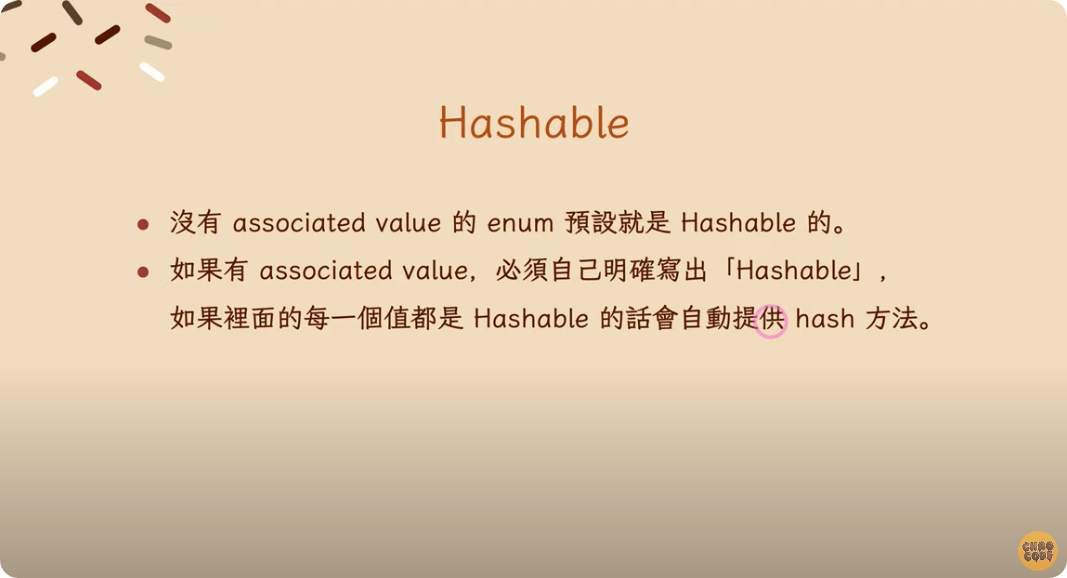 Hashable
沒有 associated value 的 enum 預設就是 Hashable 的。
如果有 associated value，必須自己明確寫出「Hashable」，
如果裡面的每一個值都是 Hashable 的話會自動提供 hash 方法。
CHAO
CODE